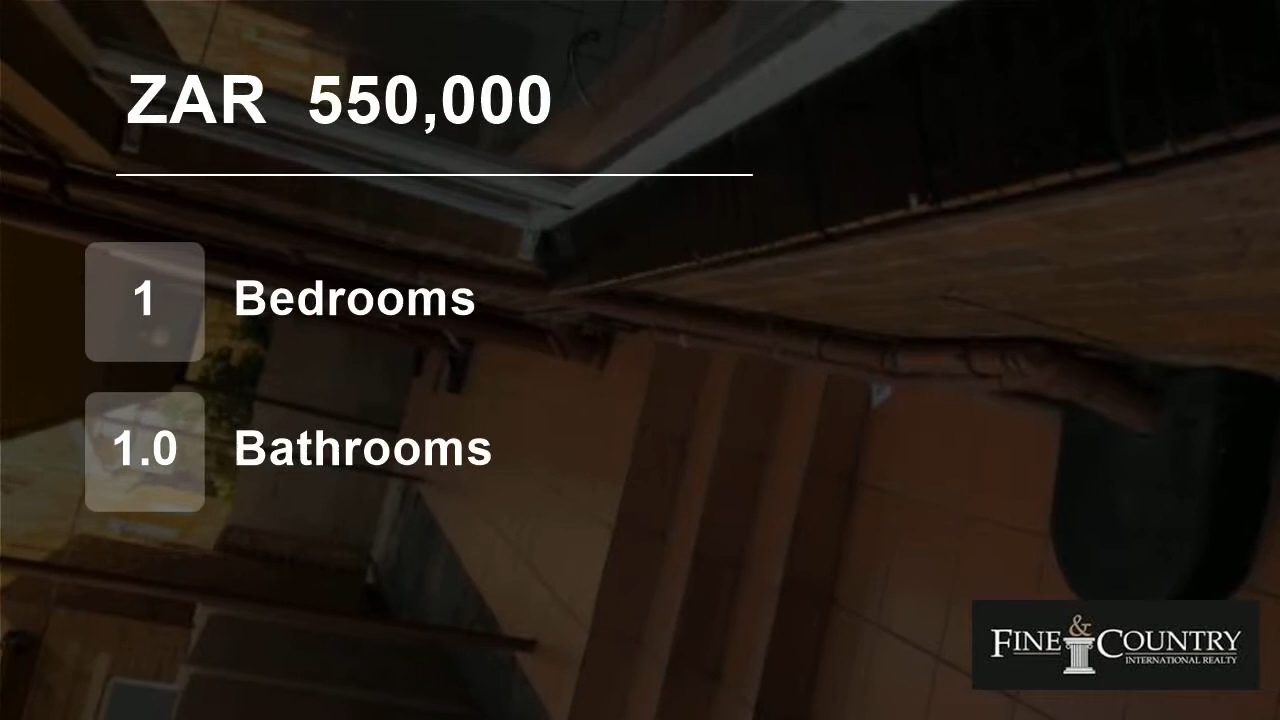 ZAR 550,000
1 Bedrooms
1.0 Bathrooms
FINE & COUNTRY
INTERNATIONAL REALTY